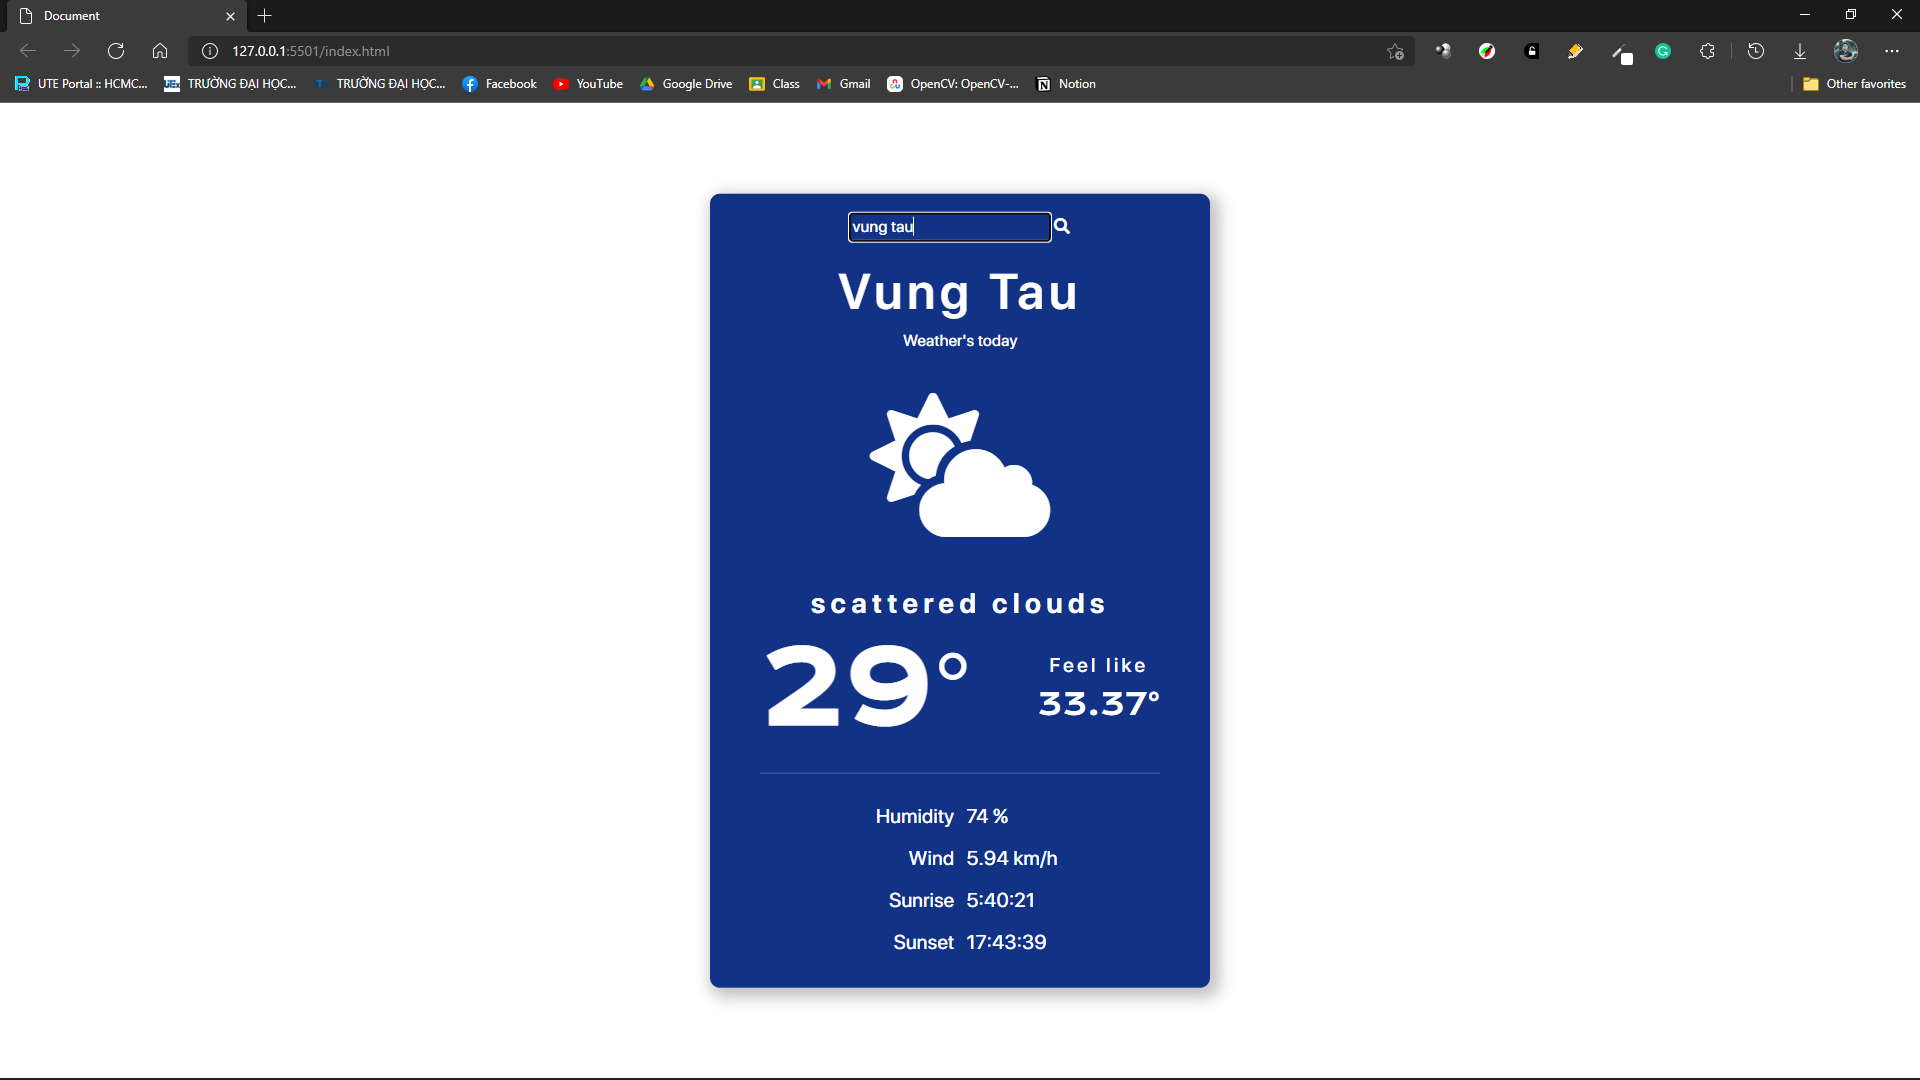 Document
127.0.0.1:5501/index.html
UTE Portal :: HCMC... UEx TRƯỜNG ĐẠI HỌC... TRƯỜNG ĐẠI HỌC... Facebook YouTube Google Drive Class Gmail OpenCV: OpenCV-... Notion Other favorites
vung tau
Vung Tau
Weather's today
scattered clouds
29°
Feel like
33.37°
Humidity 74 %
Wind 5.94 km/h
Sunrise 5:40:21
Sunset 17:43:39